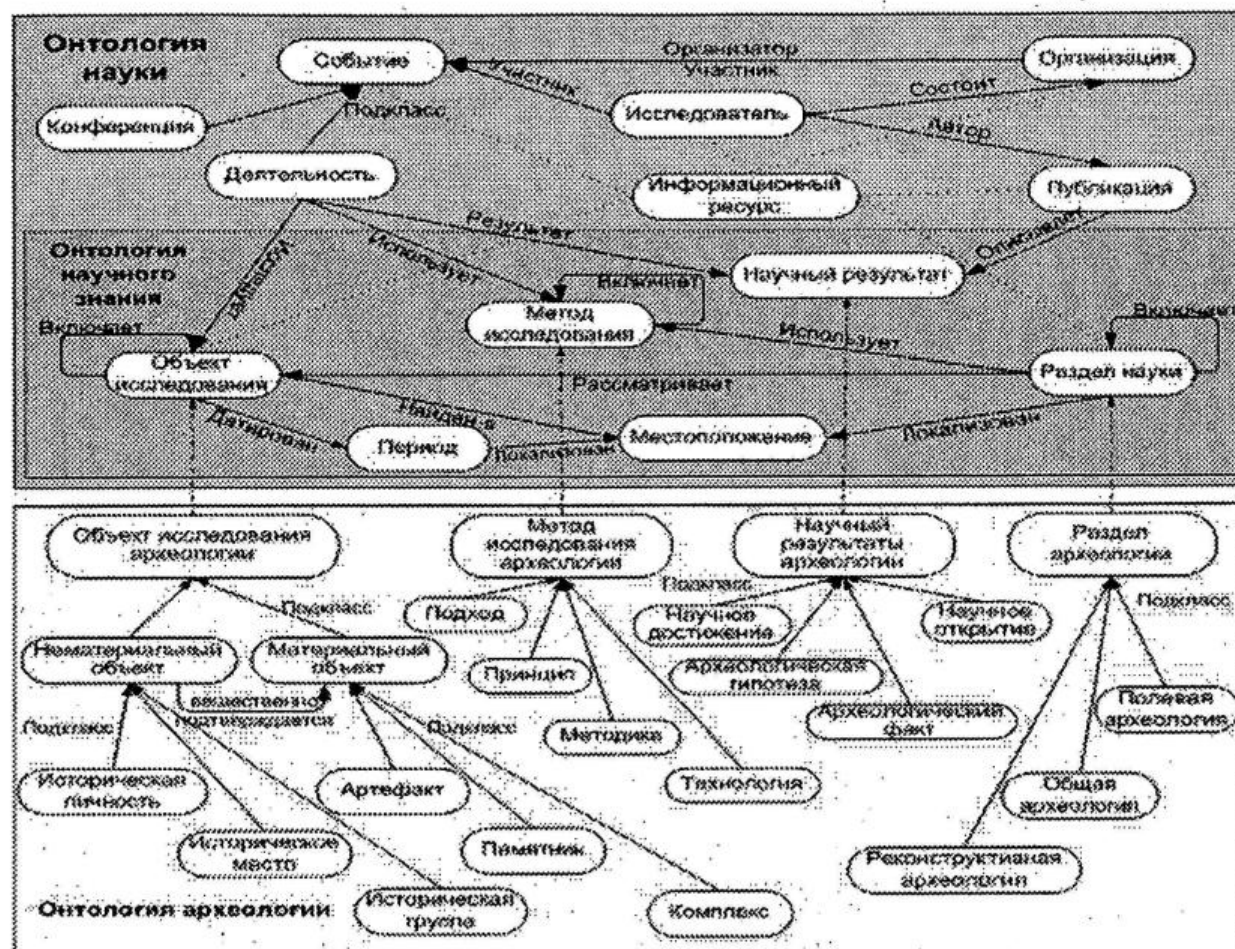 Онтология
науки
Событие
Организатор
Участник
Организация
Участник
Состоит
Подкласс
Исследователь
Конференция
Автор
Деятельность
Информационный
ресурс
Публикация
Результат
Описывает
Использует
Онтология
научного
знания
Научный результат
Включает
Включает
Метод
исследования
Использует
Включает
Объект
исследования
Рассматривает
Раздел науки
Датирован
Найден-в
Период
Локализован
Местоположение
Локализован
Объект исследования
археологии
Метод
исследования
археологии
Научный
результаты
археологии
Раздел
археологии
Подкласс
Подход
Подкласс
Научное
достижение
Научное
открытие
Подкласс
Нематериальный
объект
Материальный
объект
вещественно
подтверждается
Принцип
Археологическая
гипотеза
Полевая
археология
Подкласс
Подкласс
Методика
Археологический
факт
Историческая
личность
Артефакт
Технология
Общая
археология
Историческое
место
Памятник
Реконструктивная
археология
Историческая
группа
Комплекс
Онтология археологии